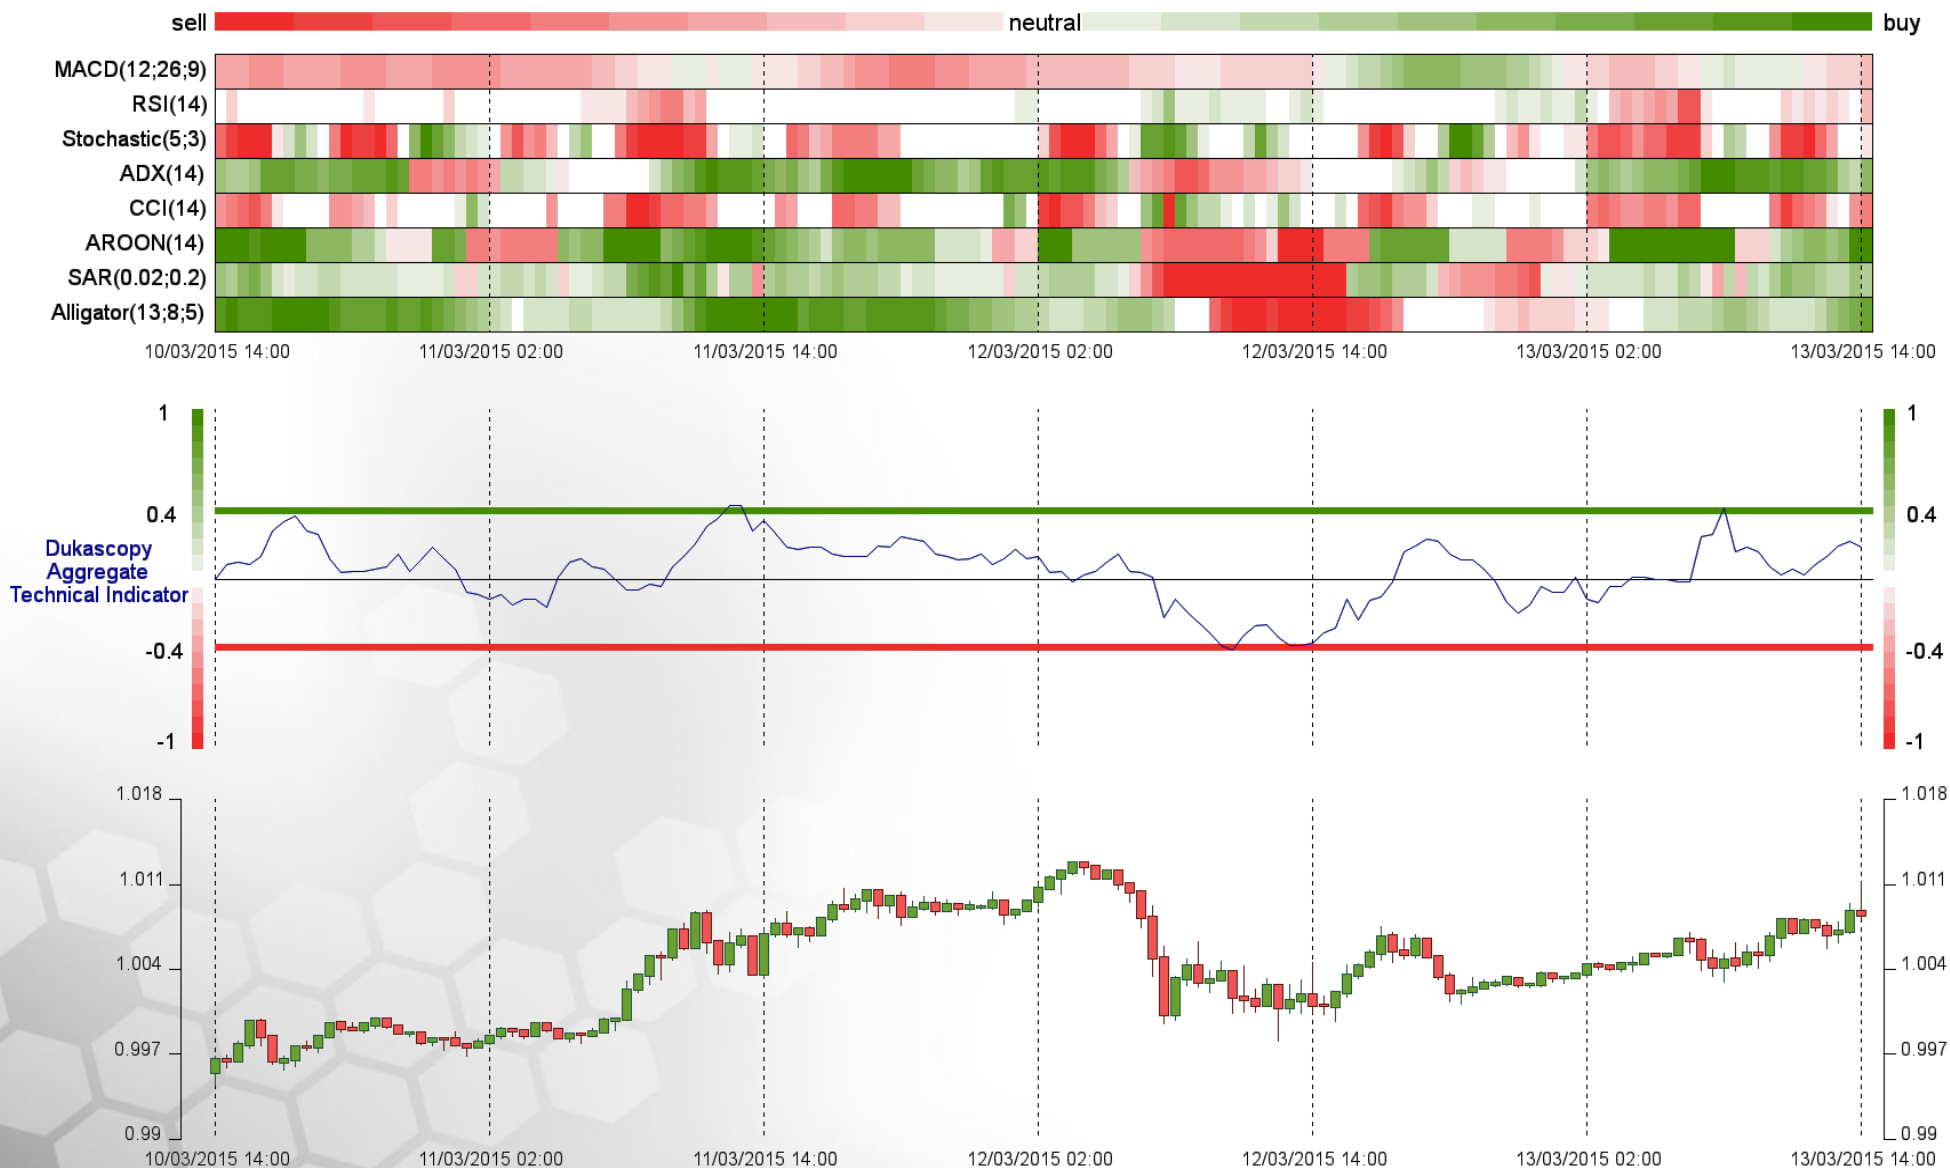 sell neutral buy
MACD(12;26;9)
RSI(14)
Stochastic(5;3)
ADX(14)
CCI(14)
AROON(14)
SAR(0.02;0.2)
Alligator(13;8;5)
10/03/2015 14:00 11/03/2015 02:00 11/03/2015 14:00 12/03/2015 02:00 12/03/2015 14:00 13/03/2015 02:00 13/03/2015 14:00
1 1
0.4 0.4
Dukascopy
Aggregate
Technical Indicator
-0.4 -0.4
-1 -1
1.018 1.018
1.011 1.011
1.004 1.004
0.997 0.997
0.99 0.99
10/03/2015 14:00 11/03/2015 02:00 11/03/2015 14:00 12/03/2015 02:00 12/03/2015 14:00 13/03/2015 02:00 13/03/2015 14:00